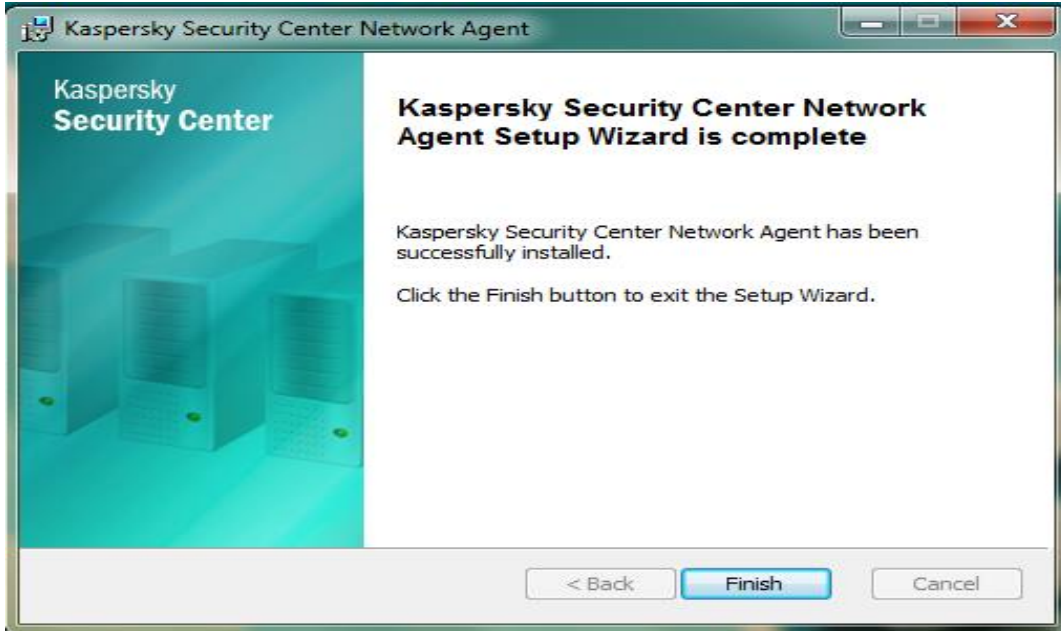 Kaspersky Security Center Network Agent
Kaspersky
Security Center
Kaspersky Security Center Network
Agent Setup Wizard is complete
Kaspersky Security Center Network Agent has been
successfully installed.
Click the Finish button to exit the Setup Wizard.
< Back
Finish
Cancel